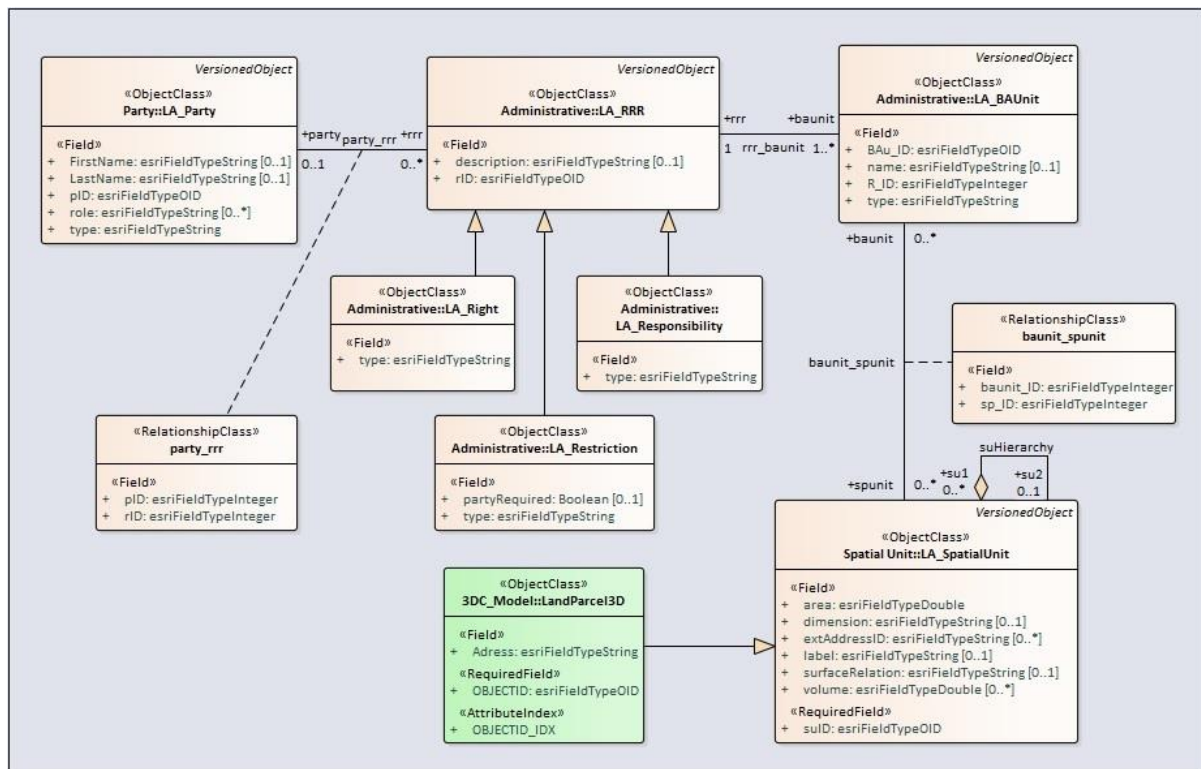 VersionedObject
«ObjectClass»
Party::LA_Party
«Field»
+ FirstName: esriFieldTypeString [0..1]
+ LastName: esriFieldTypeString [0..1]
+ pID: esriFieldTypeOID
+ role: esriFieldTypeString [0..*]
+ type: esriFieldTypeString
+party party_rrr +rrr
0..1 0..*
VersionedObject
«ObjectClass»
Administrative::LA_RRR
«Field»
+ description: esriFieldTypeString [0..1]
+ rID: esriFieldTypeOID
+rrr +baunit
1 rrr_baunit 1..*
VersionedObject
«ObjectClass»
Administrative::LA_BAUnit
«Field»
+ BAu_ID: esriFieldTypeOID
+ name: esriFieldTypeString [0..1]
+ R_ID: esriFieldTypeInteger
+ type: esriFieldTypeString
+baunit 0..*
«ObjectClass»
Administrative::LA_Right
«Field»
+ type: esriFieldTypeString
«ObjectClass»
Administrative::
LA_Responsibility
«Field»
+ type: esriFieldTypeString
baunit_spunit
«RelationshipClass»
baunit_spunit
«Field»
+ baunit_ID: esriFieldTypeInteger
+ sp_ID: esriFieldTypeInteger
«RelationshipClass»
party_rrr
«Field»
+ pID: esriFieldTypeInteger
+ rID: esriFieldTypeInteger
«ObjectClass»
Administrative::LA_Restriction
«Field»
+ partyRequired: Boolean [0..1]
+ type: esriFieldTypeString
suHierarchy
+su1 +su2
0..* 0..1
+spunit 0..*
VersionedObject
«ObjectClass»
Spatial Unit::LA_SpatialUnit
«Field»
+ area: esriFieldTypeDouble
+ dimension: esriFieldTypeString [0..1]
+ extAddressID: esriFieldTypeString [0..*]
+ label: esriFieldTypeString [0..1]
+ surfaceRelation: esriFieldTypeString [0..1]
+ volume: esriFieldTypeDouble [0..*]
«RequiredField»
+ suID: esriFieldTypeOID
«ObjectClass»
3DC_Model::LandParcel3D
«Field»
+ Adress: esriFieldTypeString
«RequiredField»
+ OBJECTID: esriFieldTypeOID
«AttributeIndex»
+ OBJECTID_IDX